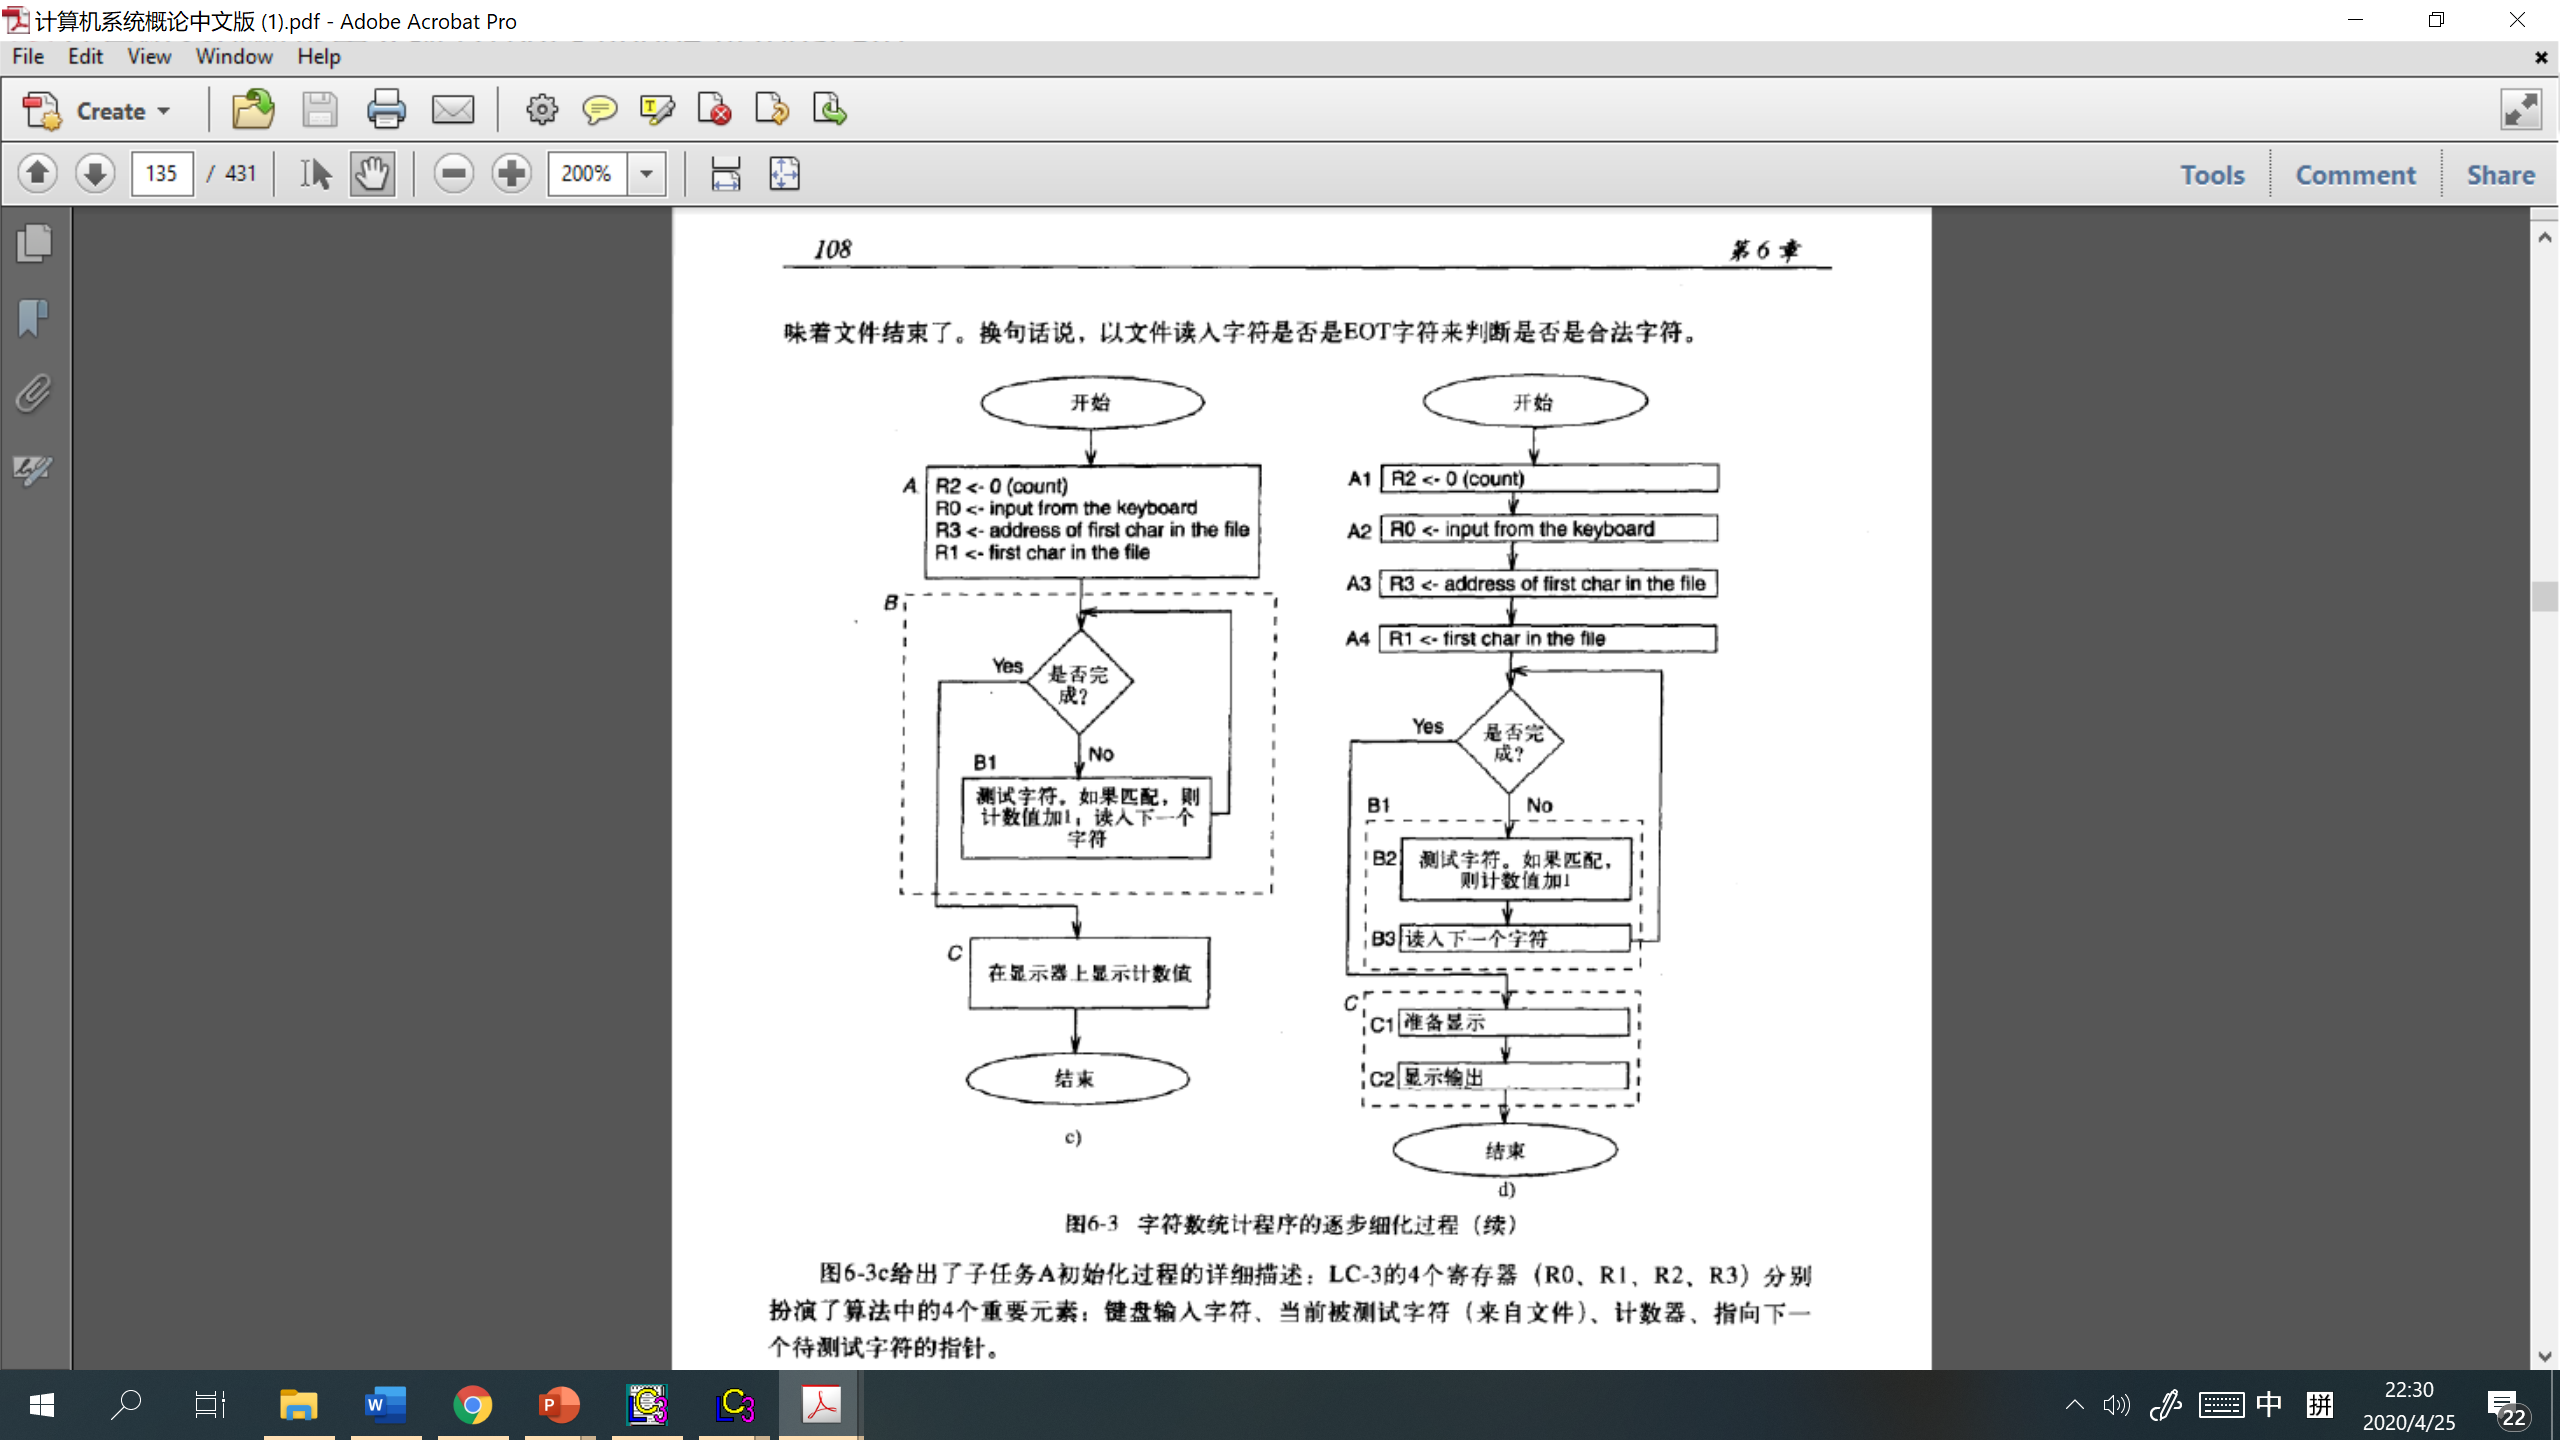 计算机系统概论中文版 (1).pdf - Adobe Acrobat Pro
File Edit View Window Help
Create
135 / 431
200%
Tools Comment Share
108
第6章
味着文件结束了。换句话说，以文件读入字符是否是EOT字符来判断是否是合法字符。
开始
A
R2 <- 0 (count)
R0 <- input from the keyboard
R3 <- address of first char in the file
R1 <- first char in the file
B
Yes
是否完
成?
No
B1
测试字符。如果匹配，则
计数值加1；读入下一个
字符
C
在显示器上显示计数值
结束
c)
开始
A1 R2 <- 0 (count)
A2 R0 <- input from the keyboard
A3 R3 <- address of first char in the file
A4 R1 <- first char in the file
Yes
是否完
成?
No
B1
B2 测试字符。如果匹配，
则计数值加1
B3 读入下一个字符
C
C1 准备显示
C2 显示输出
结束
d)
图6-3 字符数统计程序的逐步细化过程（续）
图6-3c给出了子任务A初始化过程的详细描述：LC-3的4个寄存器（R0、R1、R2、R3）分别
扮演了算法中的4个重要元素：键盘输入字符、当前被测试字符（来自文件）、计数器、指向下一
个待测试字符的指针。
中
拼
22:30
2020/4/25
22